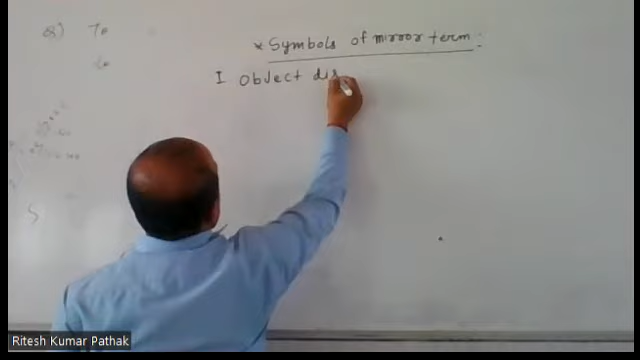 * Symbols of mirror term:
I Object dis
Ritesh Kumar Pathak